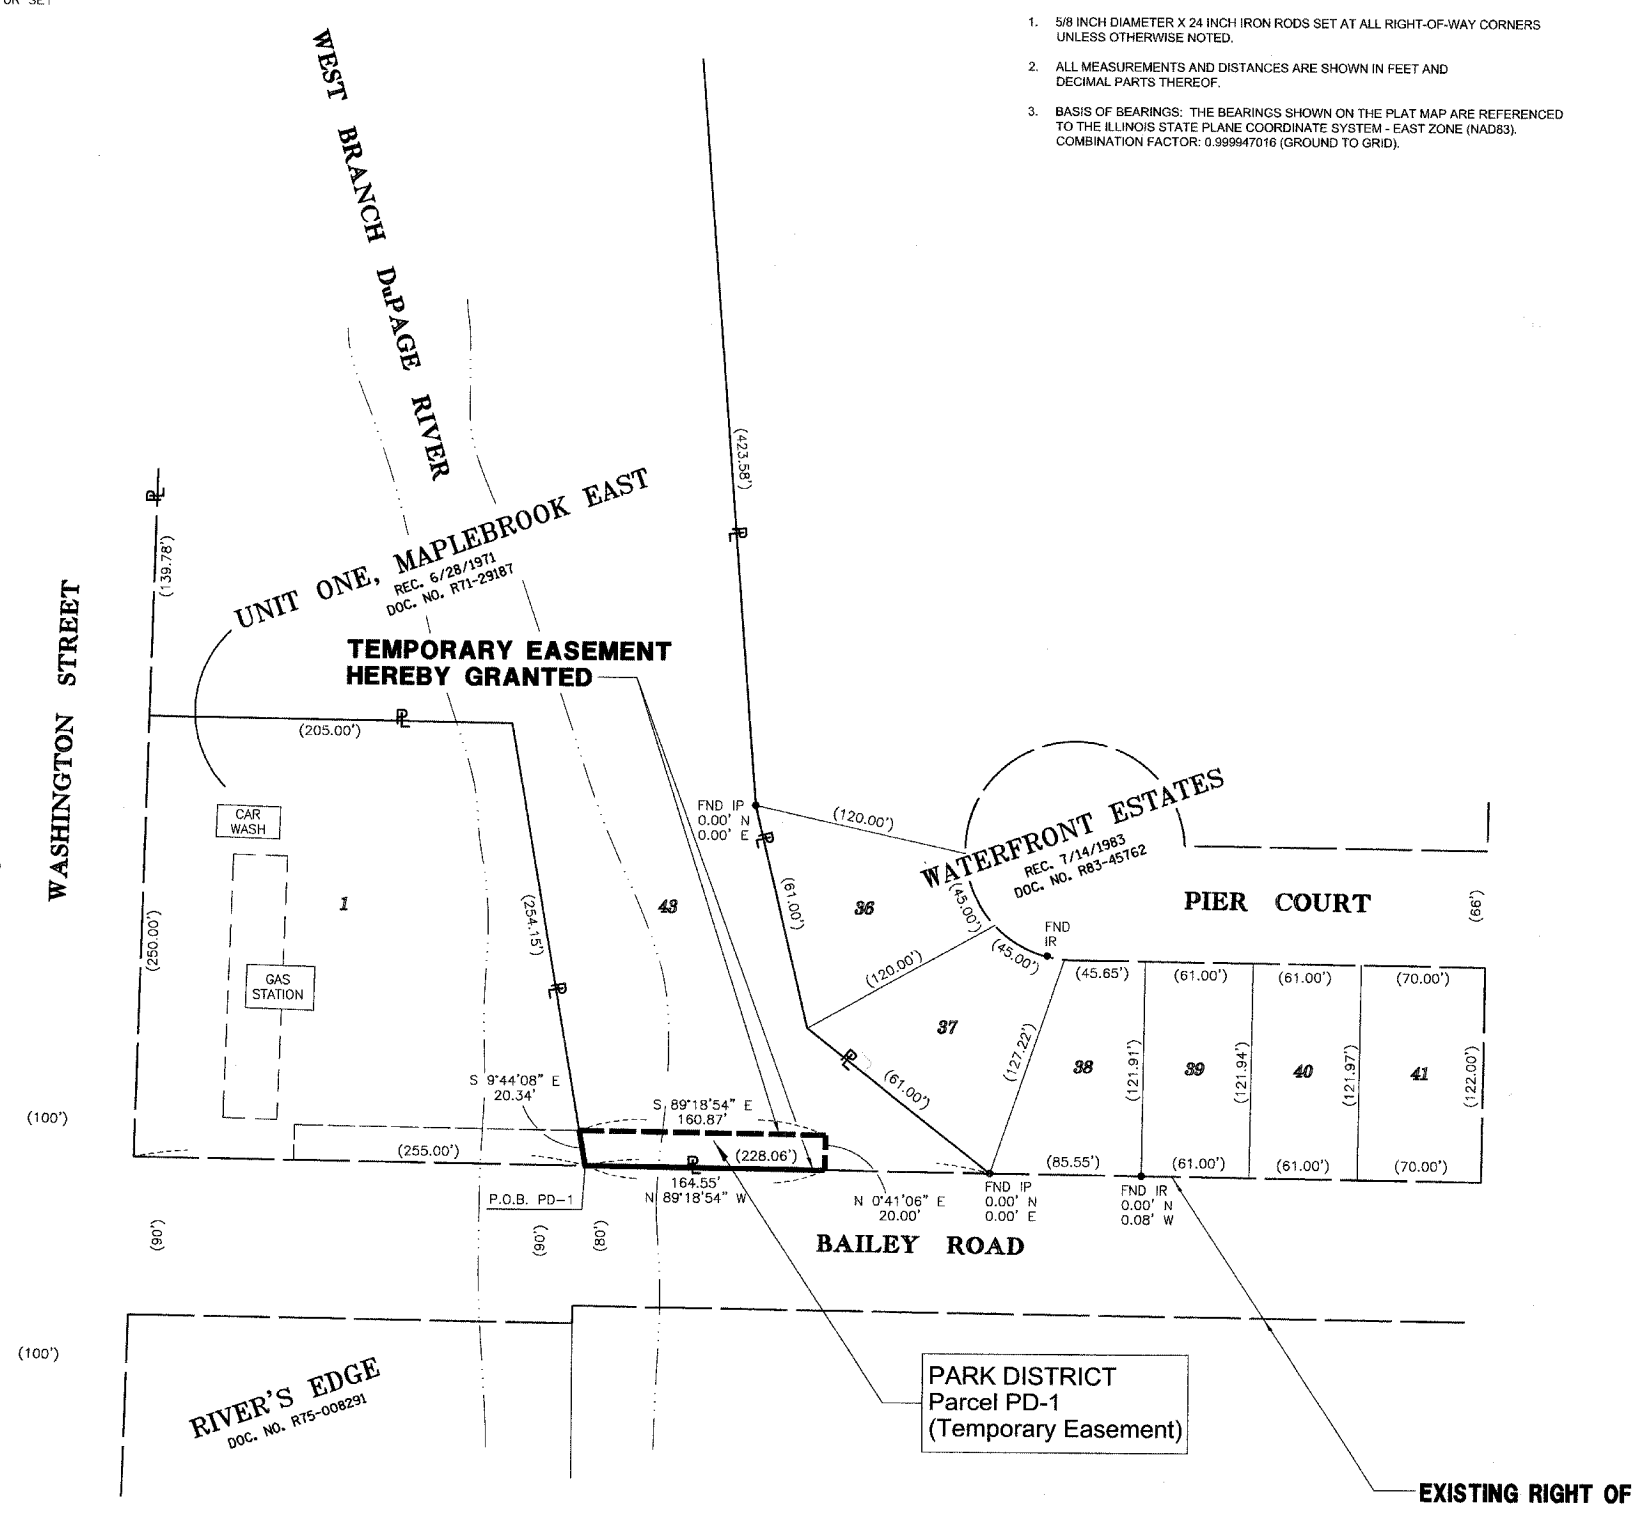 OR SET
1. 5/8 INCH DIAMETER X 24 INCH IRON RODS SET AT ALL RIGHT-OF-WAY CORNERS
UNLESS OTHERWISE NOTED.
2. ALL MEASUREMENTS AND DISTANCES ARE SHOWN IN FEET AND
DECIMAL PARTS THEREOF.
3. BASIS OF BEARINGS: THE BEARINGS SHOWN ON THE PLAT MAP ARE REFERENCED
TO THE ILLINOIS STATE PLANE COORDINATE SYSTEM - EAST ZONE (NAD83).
COMBINATION FACTOR: 0.999947016 (GROUND TO GRID).
WEST BRANCH DuPAGE RIVER
(423.58')
PL
PL
(139.78')
UNIT ONE, MAPLEBROOK EAST
REC. 6/28/1971
DOC. NO. R71-29187
WASHINGTON STREET
TEMPORARY EASEMENT
HEREBY GRANTED
PL
(205.00')
CAR
WASH
FND IP
0.00' N
0.00' E
PL
(120.00')
WATERFRONT ESTATES
REC. 7/14/1983
DOC. NO. R83-45762
1
43
36
(61.00')
(45.00')
(45.00')
FND
IR
PIER COURT
(66')
(250.00')
(254.15')
PL
GAS
STATION
(120.00')
(45.65')
(61.00')
(61.00')
(70.00')
37
(127.22')
38
(121.91')
39
(121.94')
40
(121.97')
41
(122.00')
PL
(61.00')
S 9°44'08" E
20.34'
S 89°18'54" E
160.87'
(100')
(255.00')
(228.06')
PL
164.55'
N 89°18'54" W
(85.55')
(61.00')
(61.00')
(70.00')
P.O.B. PD-1
N 0°41'06" E
20.00'
FND IP
0.00' N
0.00' E
FND IR
0.00' N
0.08' W
(90')
(90')
(80')
BAILEY ROAD
(100')
RIVER'S EDGE
DOC. NO. R75-008291
PARK DISTRICT
Parcel PD-1
(Temporary Easement)
EXISTING RIGHT OF